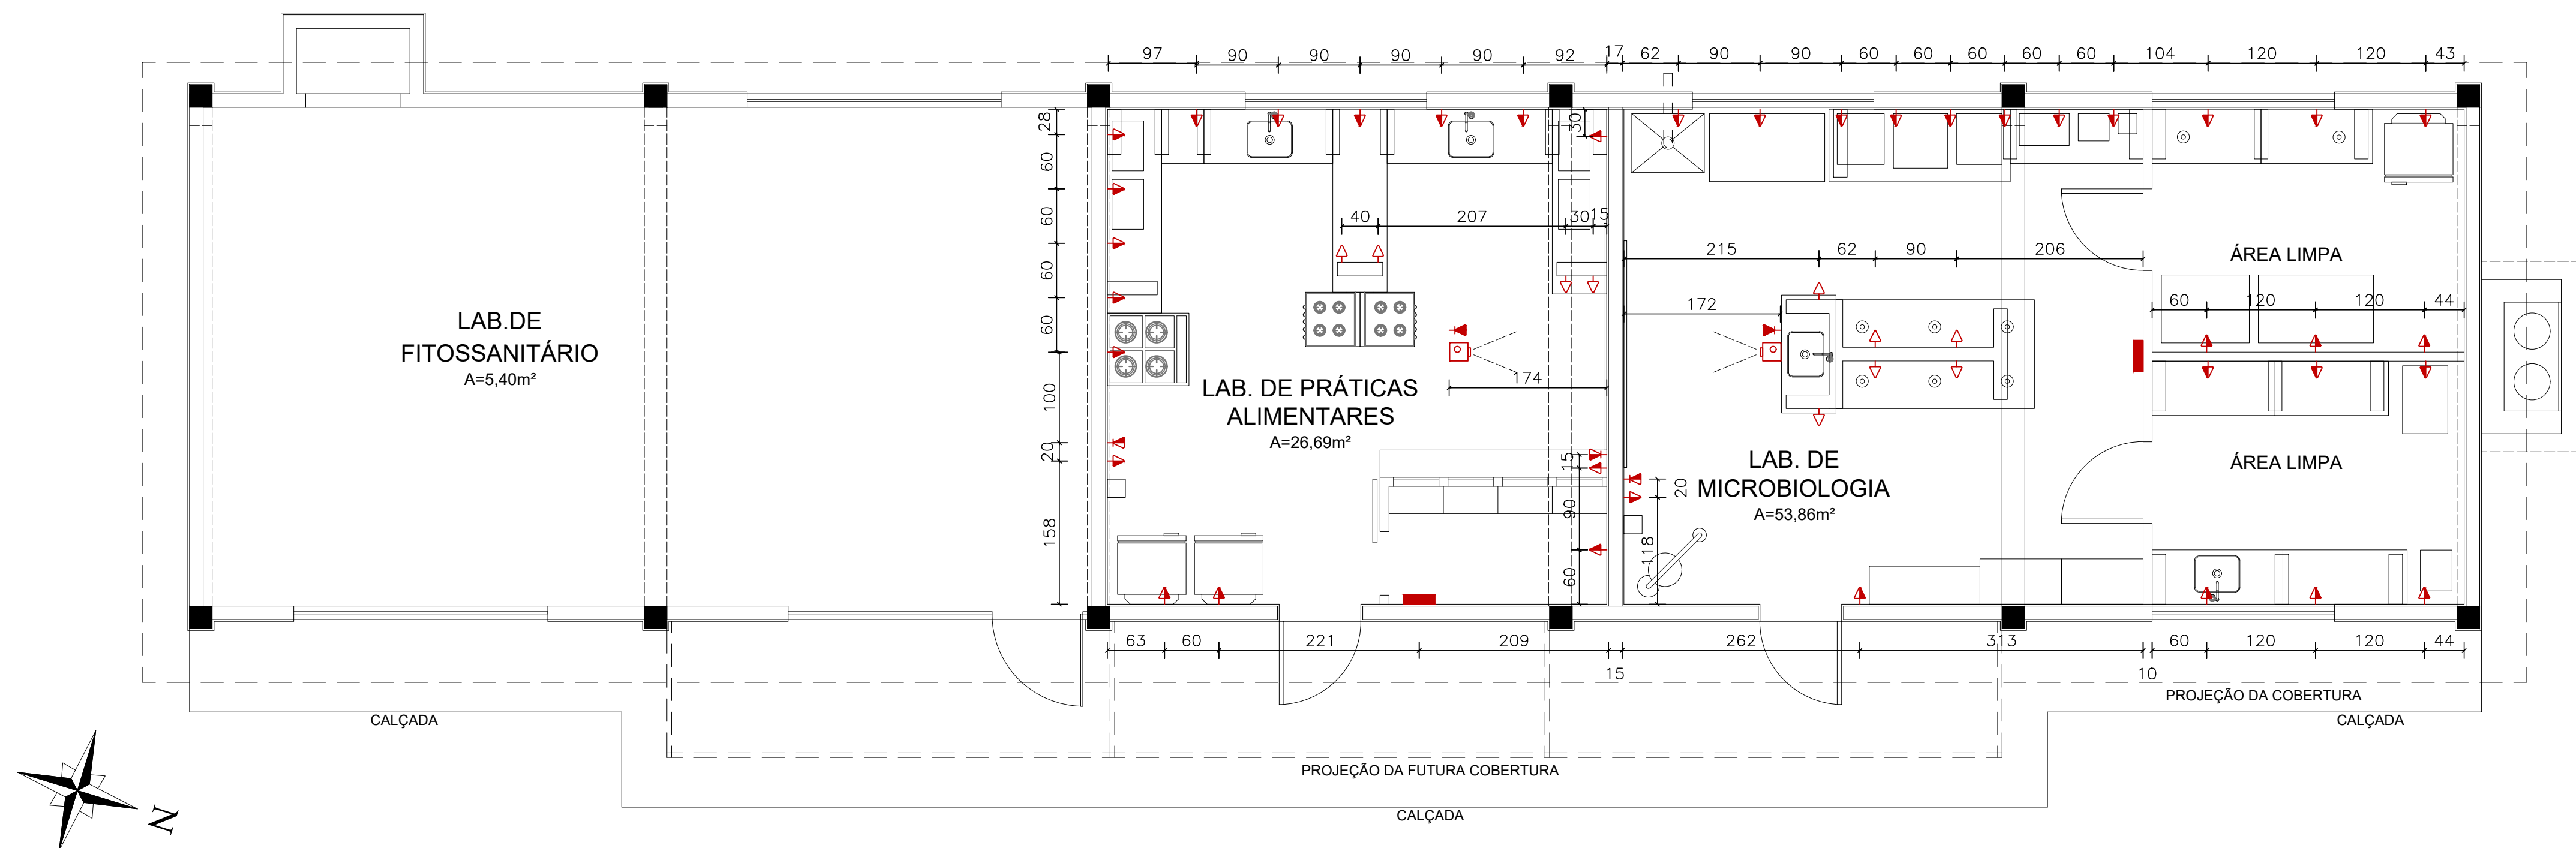 97 90 90 90 90 92 17 62 90 90 60 60 60 60 60 104 120 120 43
28
60
60
60
60
100
20
158
30
40 207 30 15
174
15
90
60
215 62 90 206
172
20
118
60 120 120 44
LAB.DE
FITOSSANITÁRIO
A=5,40m²
LAB. DE PRÁTICAS
ALIMENTARES
A=26,69m²
LAB. DE
MICROBIOLOGIA
A=53,86m²
ÁREA LIMPA
ÁREA LIMPA
63 60 221 209 262 313 60 120 120 44
15 10
PROJEÇÃO DA COBERTURA
CALÇADA CALÇADA
PROJEÇÃO DA FUTURA COBERTURA
CALÇADA
N